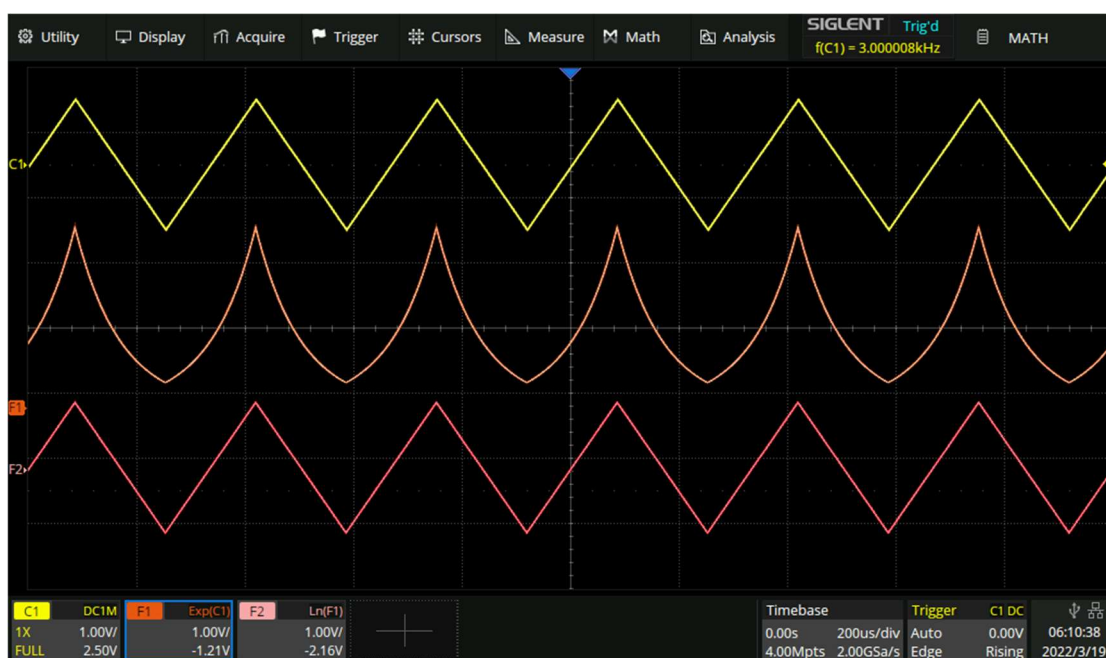 Utility Display Acquire Trigger Cursors Measure Math Analysis SIGLENT Trig'd MATH
f(C1) = 3.000008kHz
C1
F1
F2
C1 DC1M F1 Exp(C1) F2 Ln(F1) Timebase Trigger C1 DC
1X 1.00V/ 1.00V/ 1.00V/ 0.00s 200us/div Auto 0.00V 06:10:38
FULL 2.50V -1.21V -2.16V 4.00Mpts 2.00GSa/s Edge Rising 2022/3/19